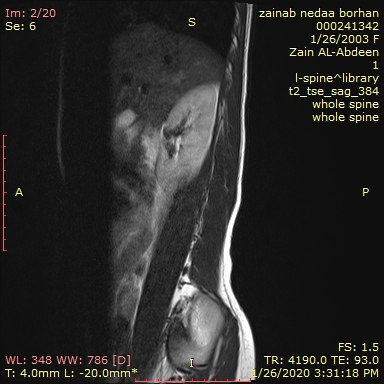 Im: 2/20
Se: 6
S
zainab nedaa borhan
000241342
1/26/2003 F
Zain AL-Abdeen
1
l-spine^library
t2_tse_sag_384
whole spine
whole spine
A
P
WL: 348 WW: 786 [D]
T: 4.0mm L: -20.0mm*
I
FS: 1.5
TR: 4190.0 TE: 93.0
1/26/2020 3:31:18 PM